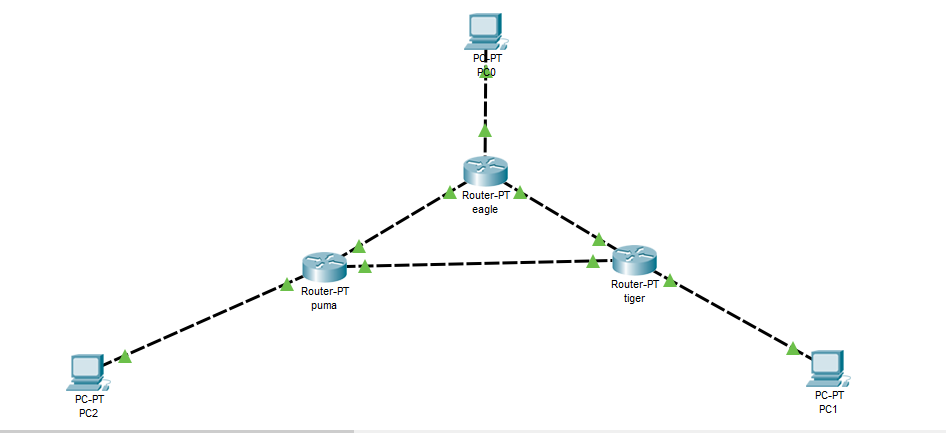 PC-PT
PC0
Router-PT
eagle
Router-PT
puma
Router-PT
tiger
PC-PT
PC2
PC-PT
PC1